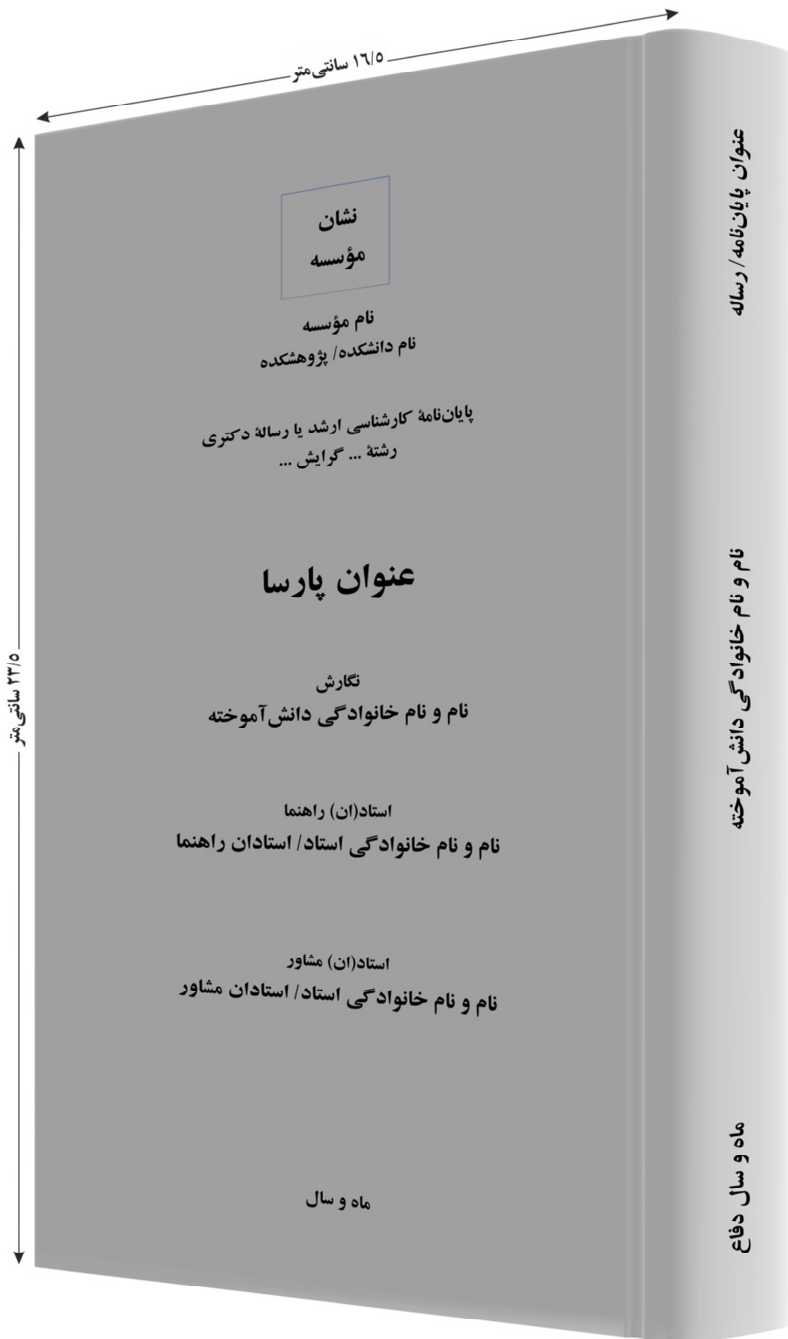 ۱۶/۵ سانتی‌متر
نشان
مؤسسه
نام مؤسسه
نام دانشکده/ پژوهشکده
پایان‌نامۀ کارشناسی ارشد یا رسالۀ دکتری
رشتۀ ... گرایش ...
عنوان پارسا
نگارش
نام و نام خانوادگی دانش‌آموخته
استاد(ان) راهنما
نام و نام خانوادگی استاد/ استادان راهنما
استاد(ان) مشاور
نام و نام خانوادگی استاد/ استادان مشاور
ماه و سال
۲۳/۵ سانتی‌متر
عنوان پایان‌نامه/ رساله
نام و نام خانوادگی دانش‌آموخته
ماه و سال دفاع